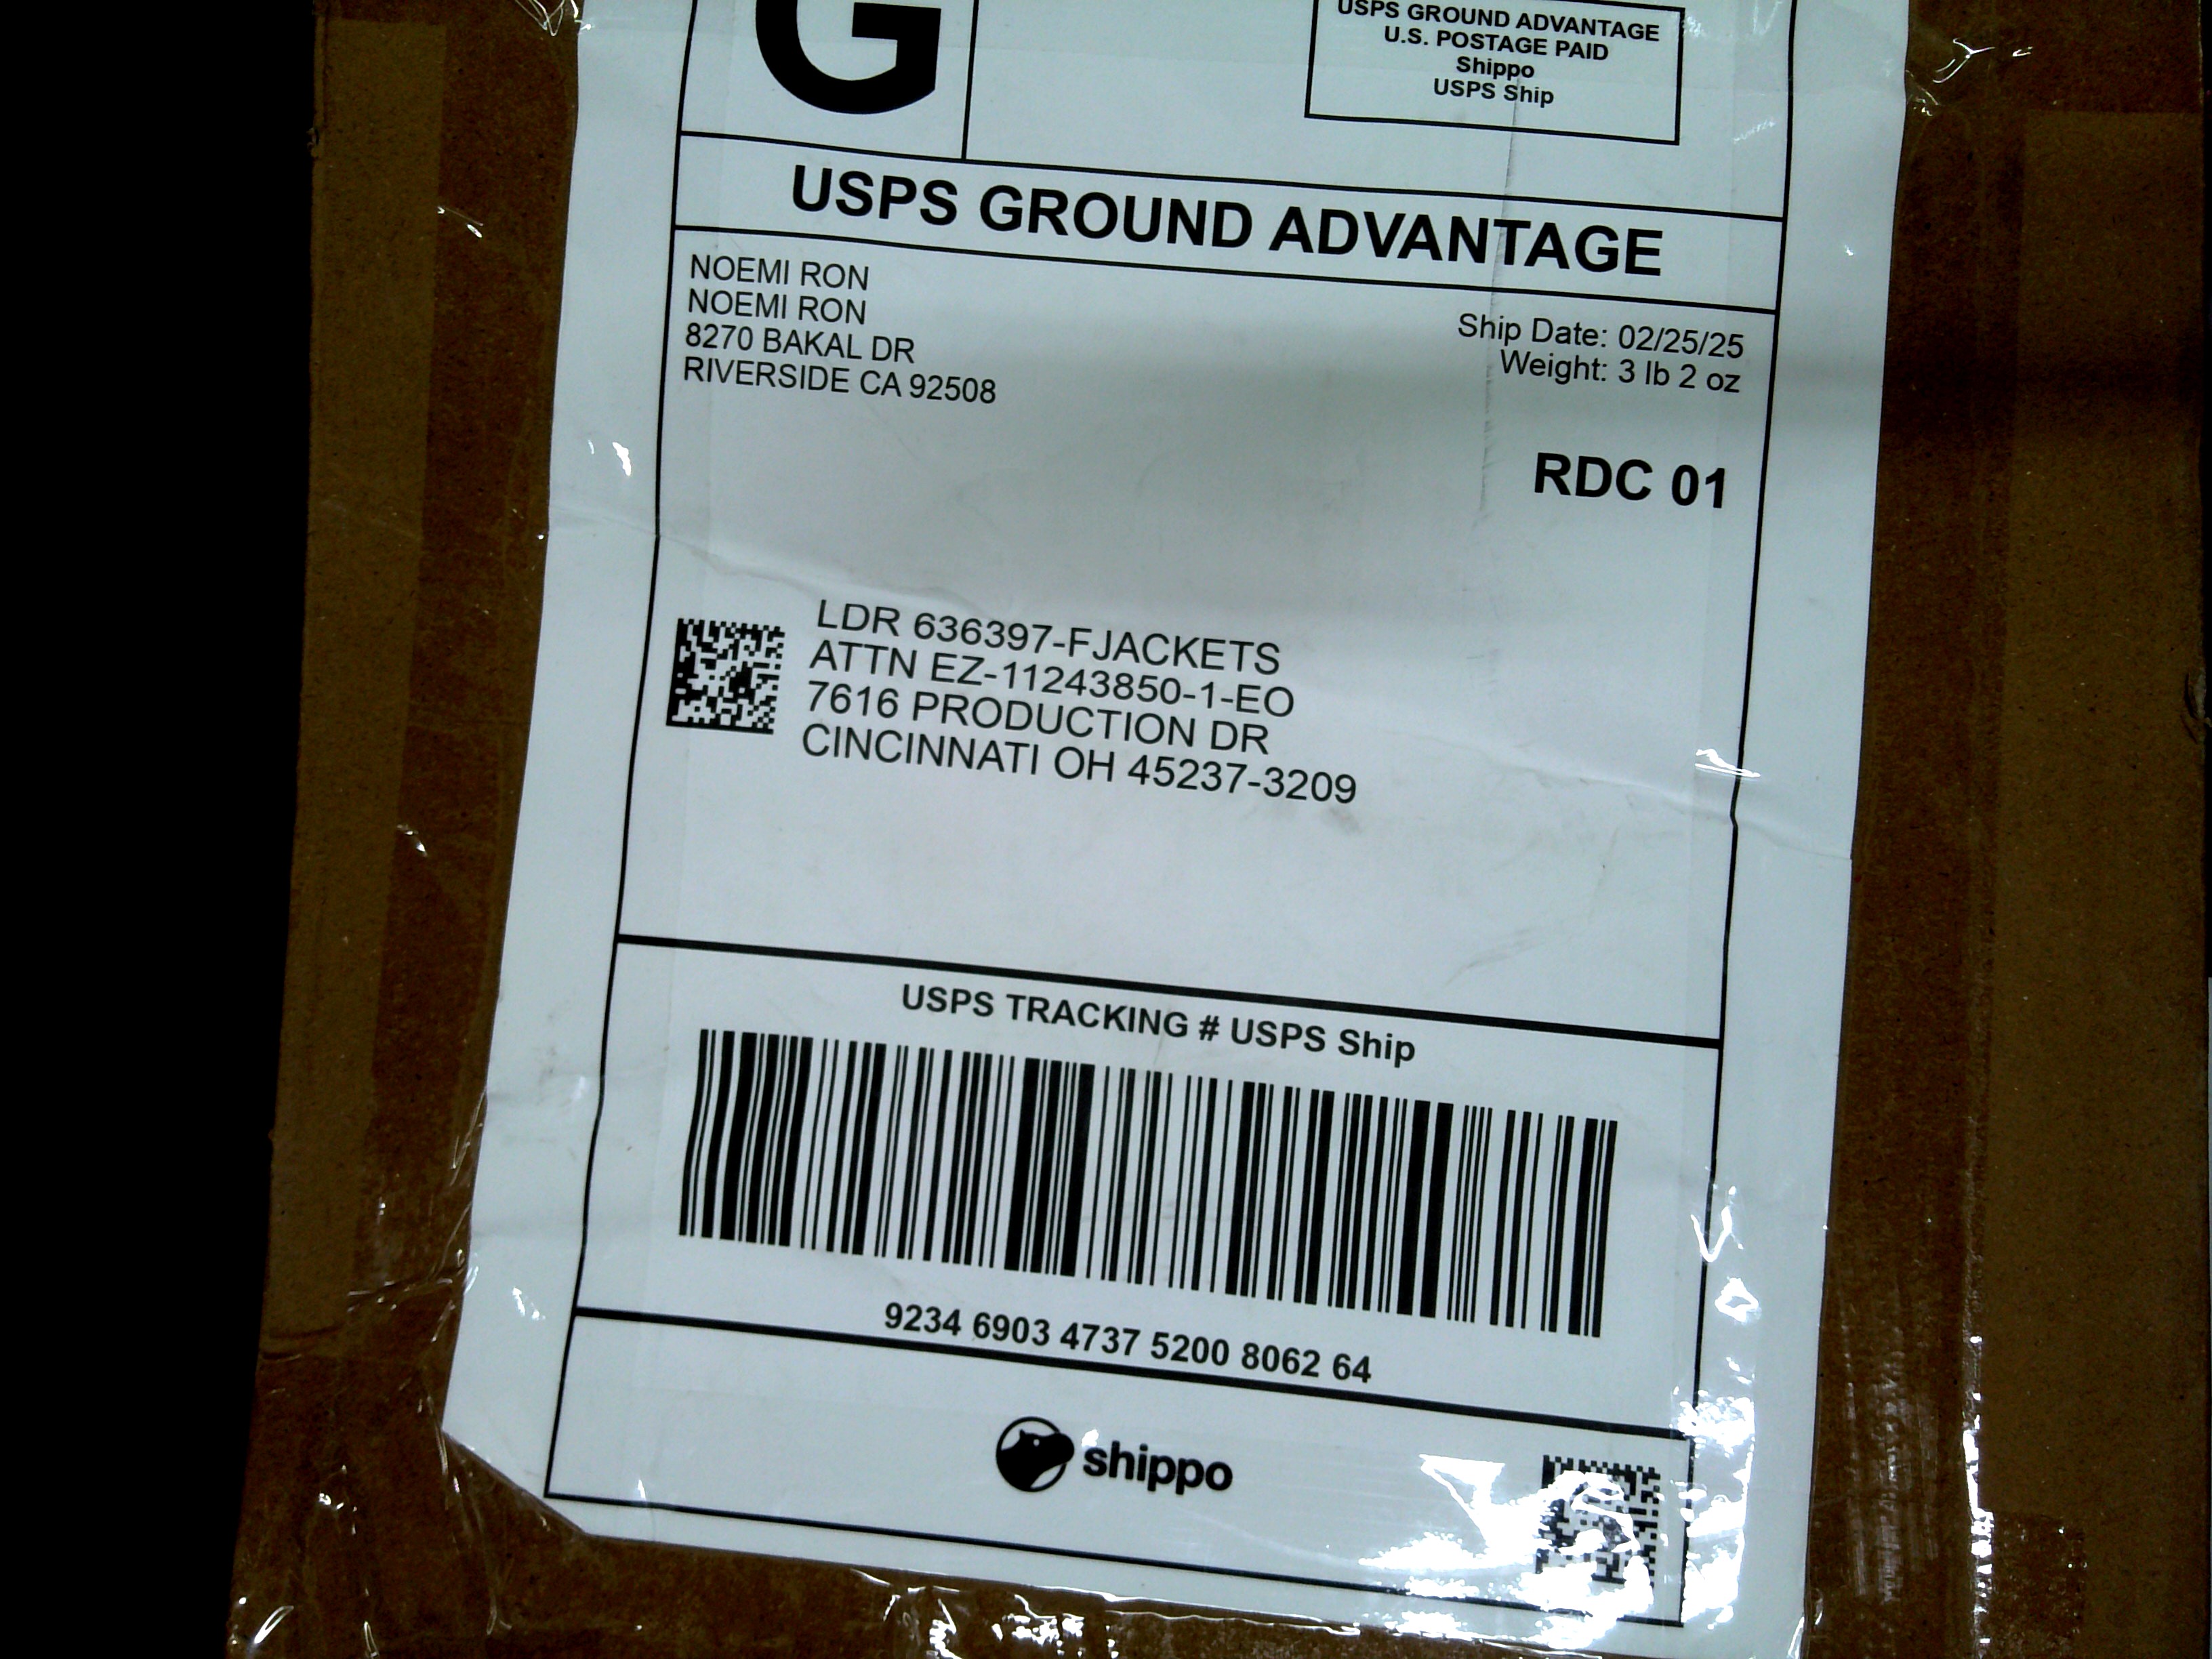 G
USPS GROUND ADVANTAGE
U.S. POSTAGE PAID
Shippo
USPS Ship
USPS GROUND ADVANTAGE
NOEMI RON
NOEMI RON
8270 BAKAL DR
RIVERSIDE CA 92508
Ship Date: 02/25/25
Weight: 3 lb 2 oz
RDC 01
LDR 636397-FJACKETS
ATTN EZ-11243850-1-EO
7616 PRODUCTION DR
CINCINNATI OH 45237-3209
USPS TRACKING # USPS Ship
9234 6903 4737 5200 8062 64
shippo